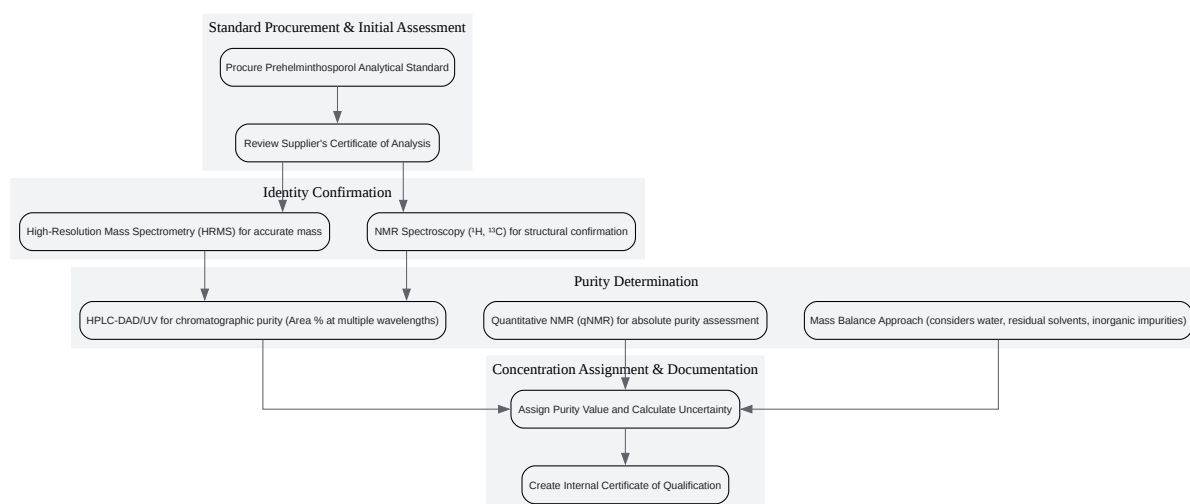 Standard Procurement & Initial Assessment
Procure Prehelminthosporol Analytical Standard
Review Supplier's Certificate of Analysis
Identity Confirmation
High-Resolution Mass Spectrometry (HRMS) for accurate mass
NMR Spectroscopy (¹H, ¹³C) for structural confirmation
Purity Determination
HPLC-DAD/UV for chromatographic purity (Area % at multiple wavelengths)
Quantitative NMR (qNMR) for absolute purity assessment
Mass Balance Approach (considers water, residual solvents, inorganic impurities)
Concentration Assignment & Documentation
Assign Purity Value and Calculate Uncertainty
Create Internal Certificate of Qualification